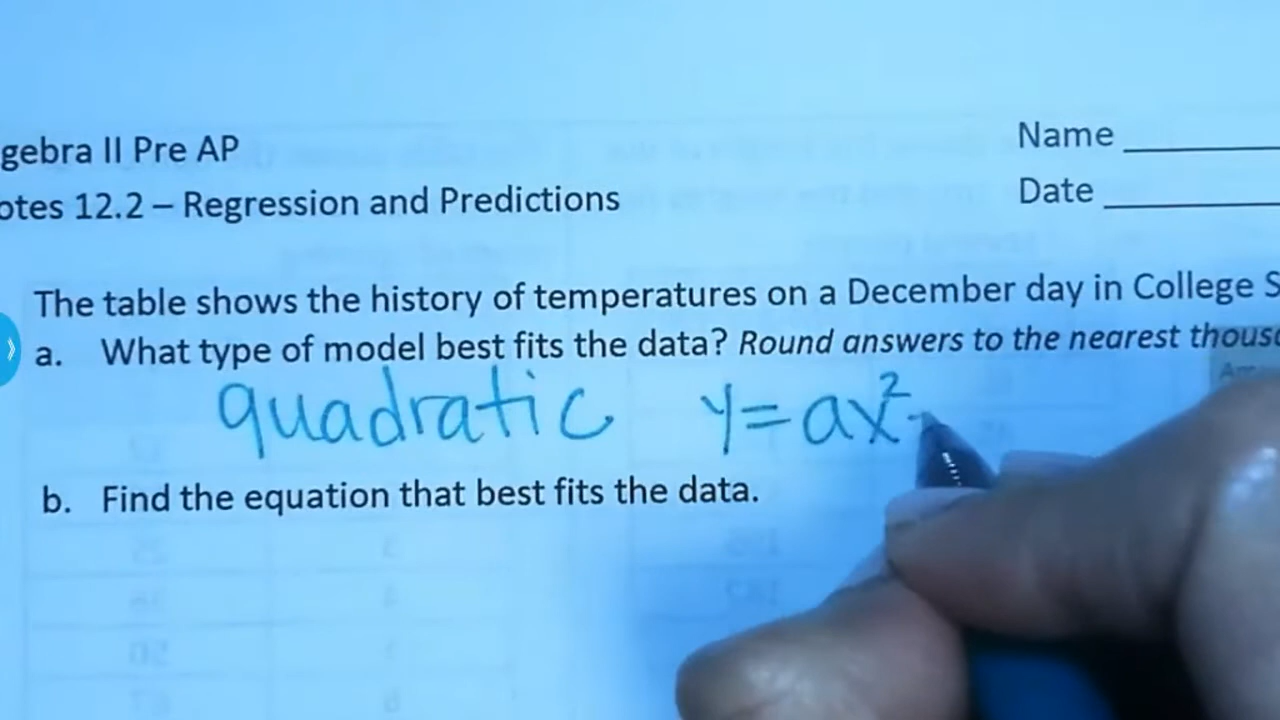 gebra II Pre AP
Name
otes 12.2 – Regression and Predictions
Date
The table shows the history of temperatures on a December day in College S
a. What type of model best fits the data? Round answers to the nearest thous
quadratic y=ax²
b. Find the equation that best fits the data.